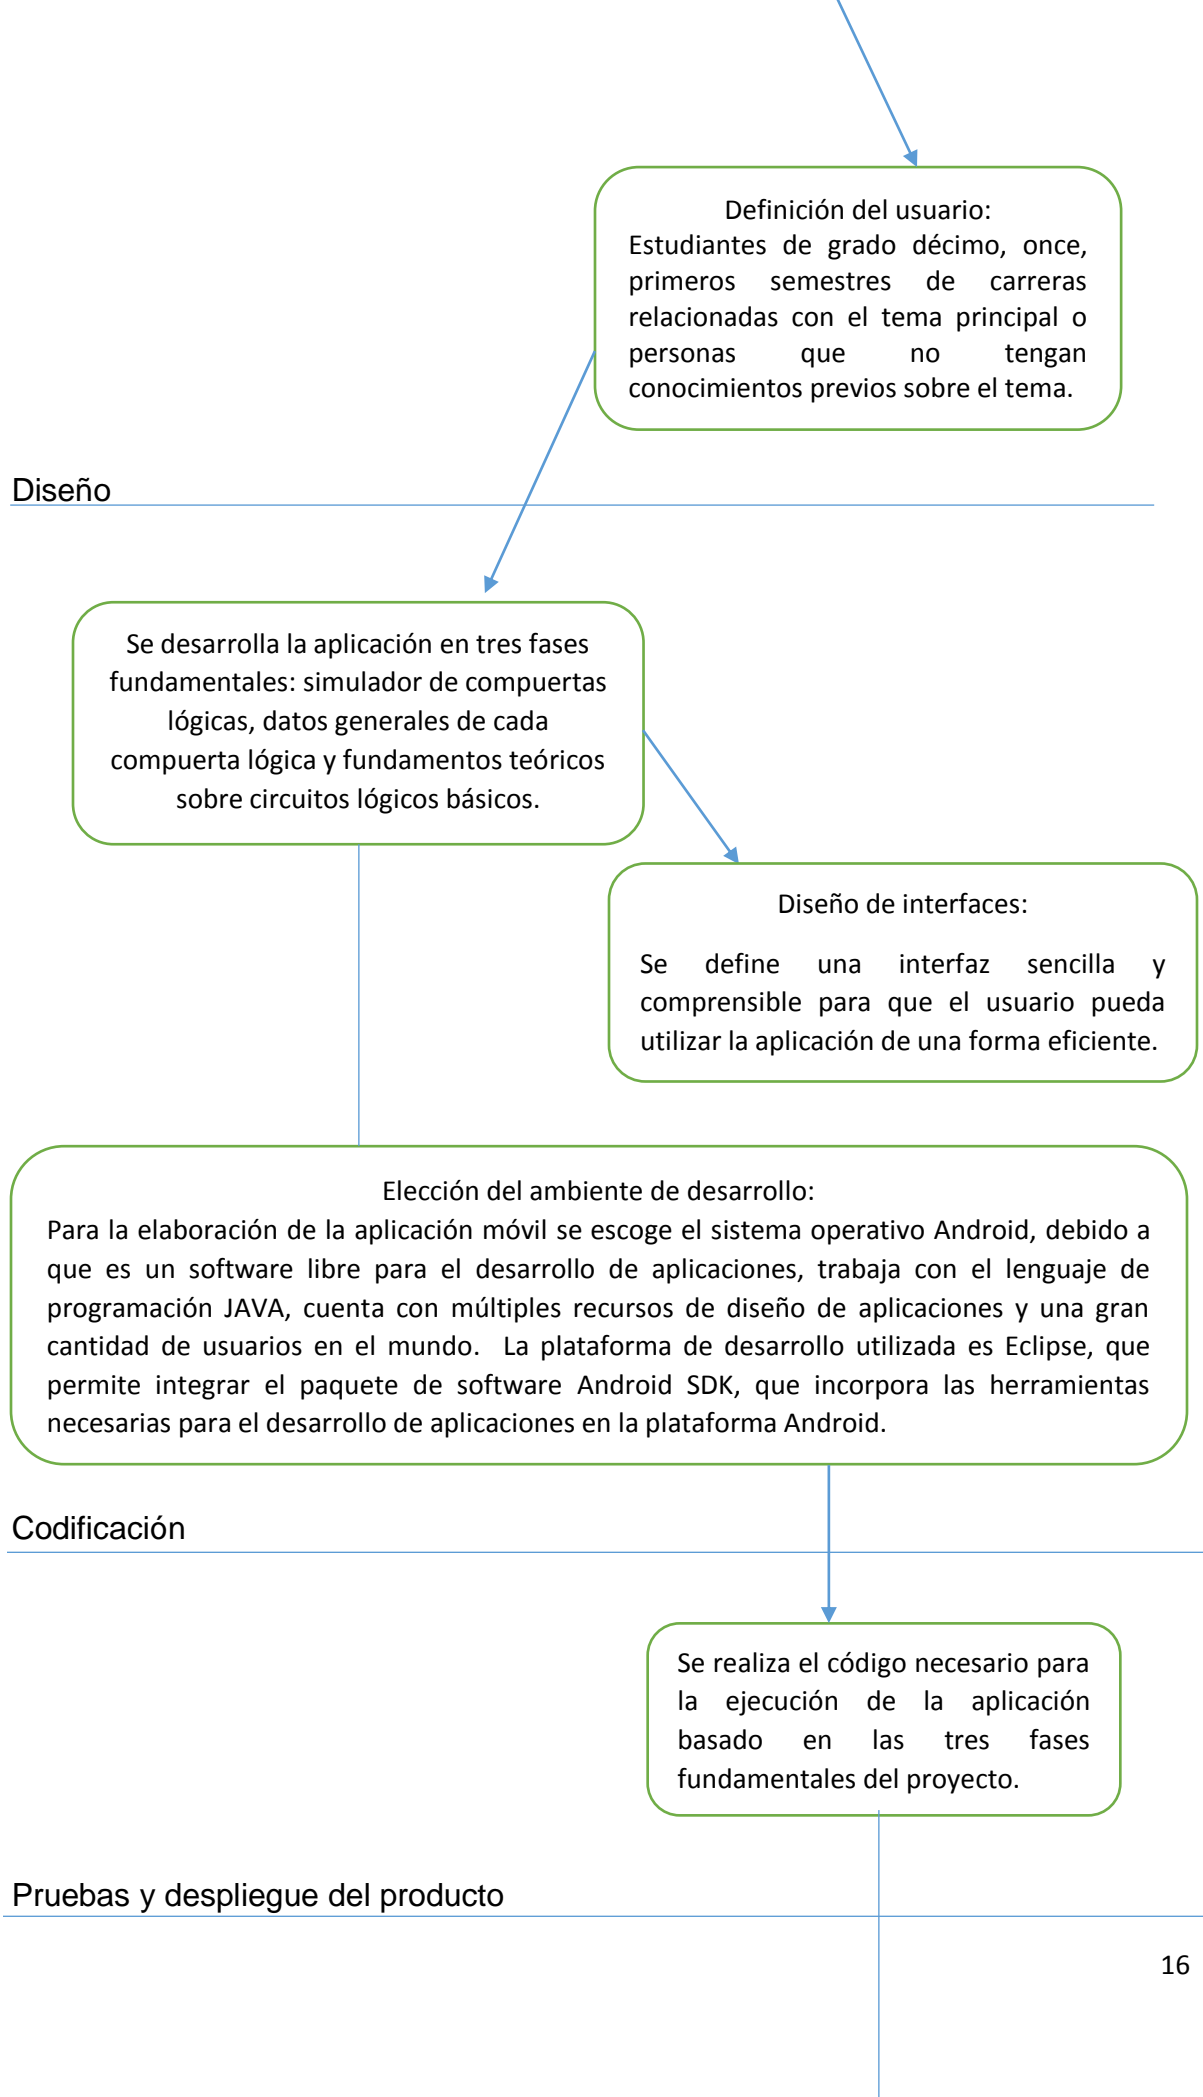 Definición del usuario:
Estudiantes de grado décimo, once,
primeros semestres de carreras
relacionadas con el tema principal o
personas que no tengan
conocimientos previos sobre el tema.
Diseño
Se desarrolla la aplicación en tres fases
fundamentales: simulador de compuertas
lógicas, datos generales de cada
compuerta lógica y fundamentos teóricos
sobre circuitos lógicos básicos.
Diseño de interfaces:
Se define una interfaz sencilla y
comprensible para que el usuario pueda
utilizar la aplicación de una forma eficiente.
Elección del ambiente de desarrollo:
Para la elaboración de la aplicación móvil se escoge el sistema operativo Android, debido a
que es un software libre para el desarrollo de aplicaciones, trabaja con el lenguaje de
programación JAVA, cuenta con múltiples recursos de diseño de aplicaciones y una gran
cantidad de usuarios en el mundo. La plataforma de desarrollo utilizada es Eclipse, que
permite integrar el paquete de software Android SDK, que incorpora las herramientas
necesarias para el desarrollo de aplicaciones en la plataforma Android.
Codificación
Se realiza el código necesario para
la ejecución de la aplicación
basado en las tres fases
fundamentales del proyecto.
Pruebas y despliegue del producto
16